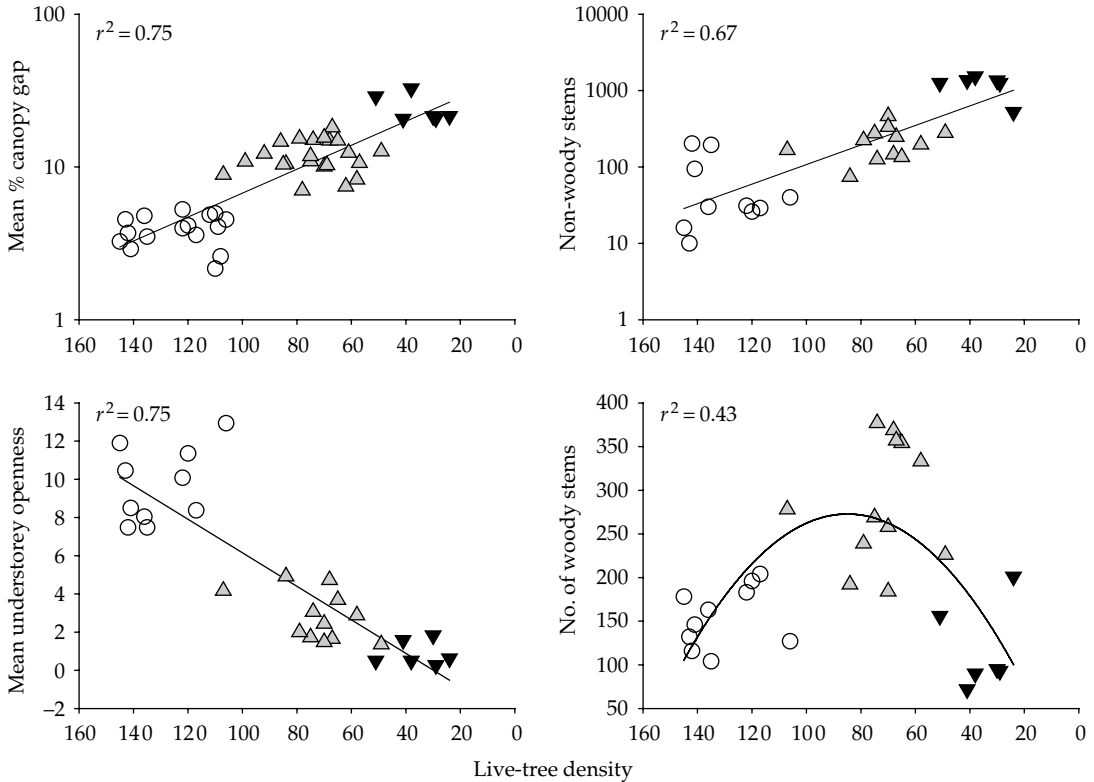 100
10
1
Mean % canopy gap
r² = 0.75
160 140 120 100 80 60 40 20 0
10000
1000
100
10
1
Non-woody stems
r² = 0.67
160 140 120 100 80 60 40 20 0
14
12
10
8
6
4
2
0
–2
Mean understorey openness
r² = 0.75
160 140 120 100 80 60 40 20 0
400
350
300
250
200
150
100
50
No. of woody stems
r² = 0.43
160 140 120 100 80 60 40 20 0
Live-tree density